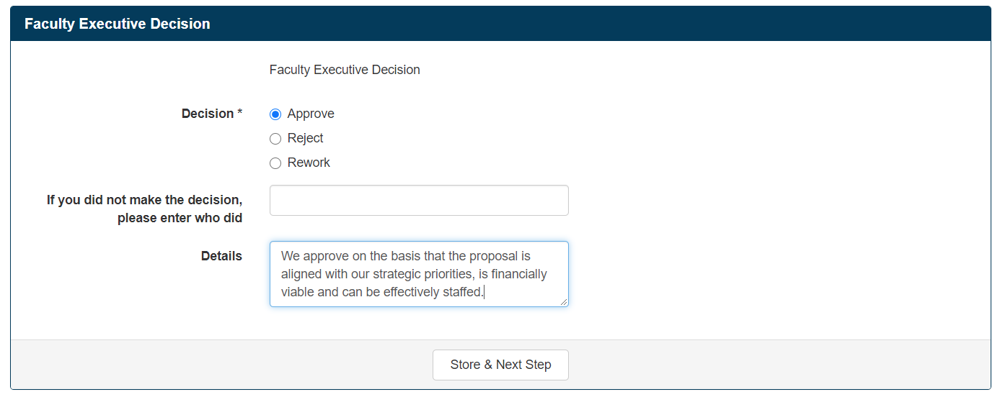 Faculty Executive Decision
Faculty Executive Decision
Decision *
Approve
Reject
Rework
If you did not make the decision,
please enter who did
Details
We approve on the basis that the proposal is
aligned with our strategic priorities, is financially
viable and can be effectively staffed.
Store & Next Step